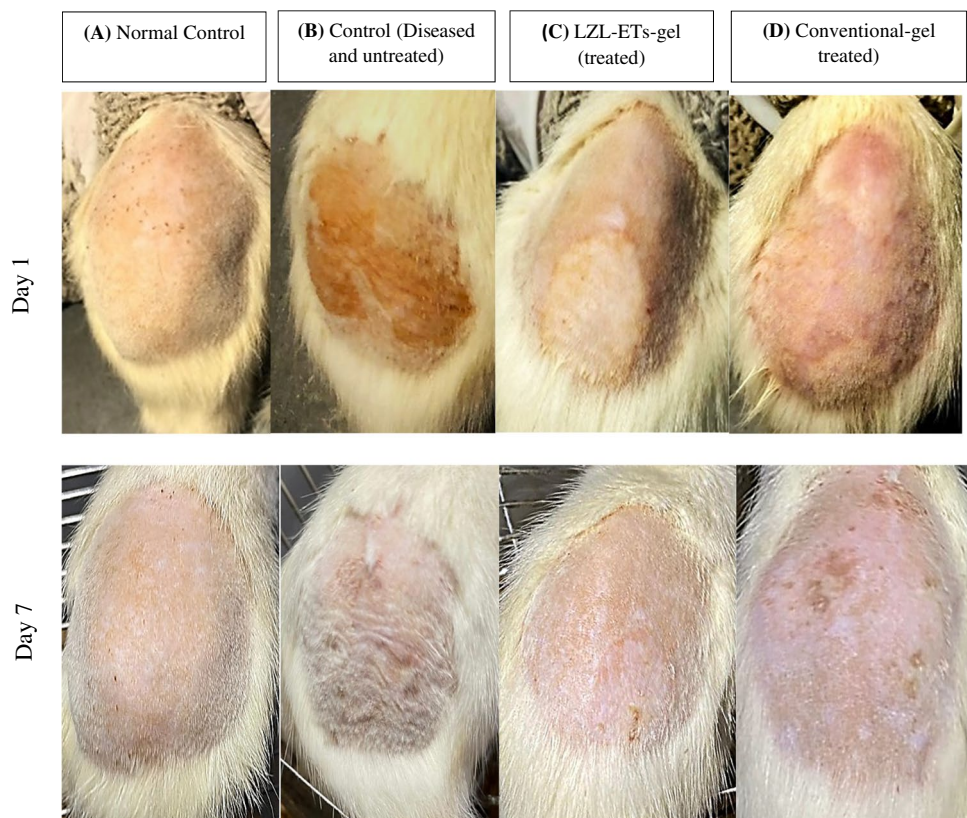 (A) Normal Control
(B) Control (Diseased
and untreated)
(C) LZL-ETs-gel
(treated)
(D) Conventional-gel
treated)
Day 1
Day 7